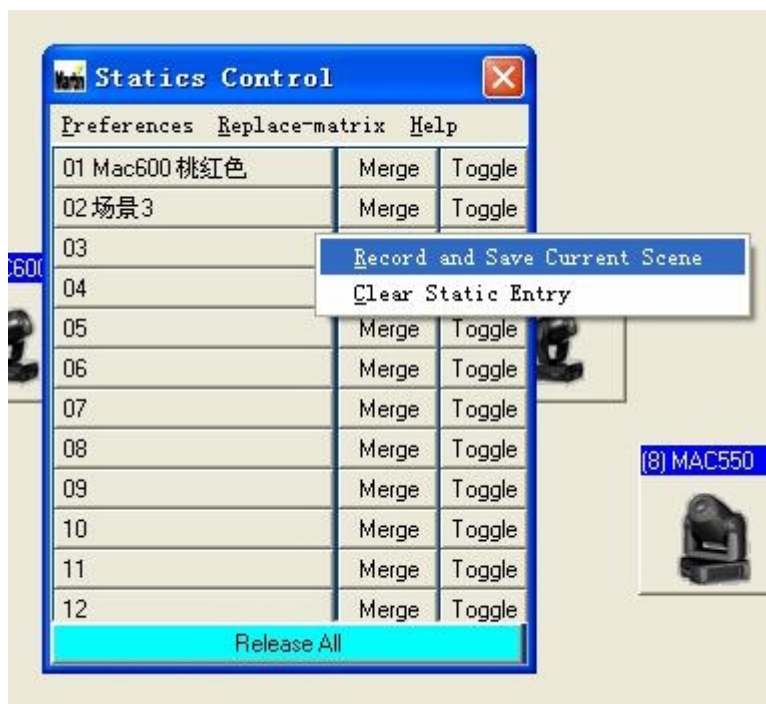 Martin Statics Control
Preferences Replace-matrix Help
01 Mac600 桃红色 Merge Toggle
02 场景3 Merge Toggle
03
Record and Save Current Scene
04
Clear Static Entry
05 Merge Toggle
06 Merge Toggle
07 Merge Toggle
08 Merge Toggle
09 Merge Toggle
10 Merge Toggle
11 Merge Toggle
12 Merge Toggle
Release All
(8) MAC550